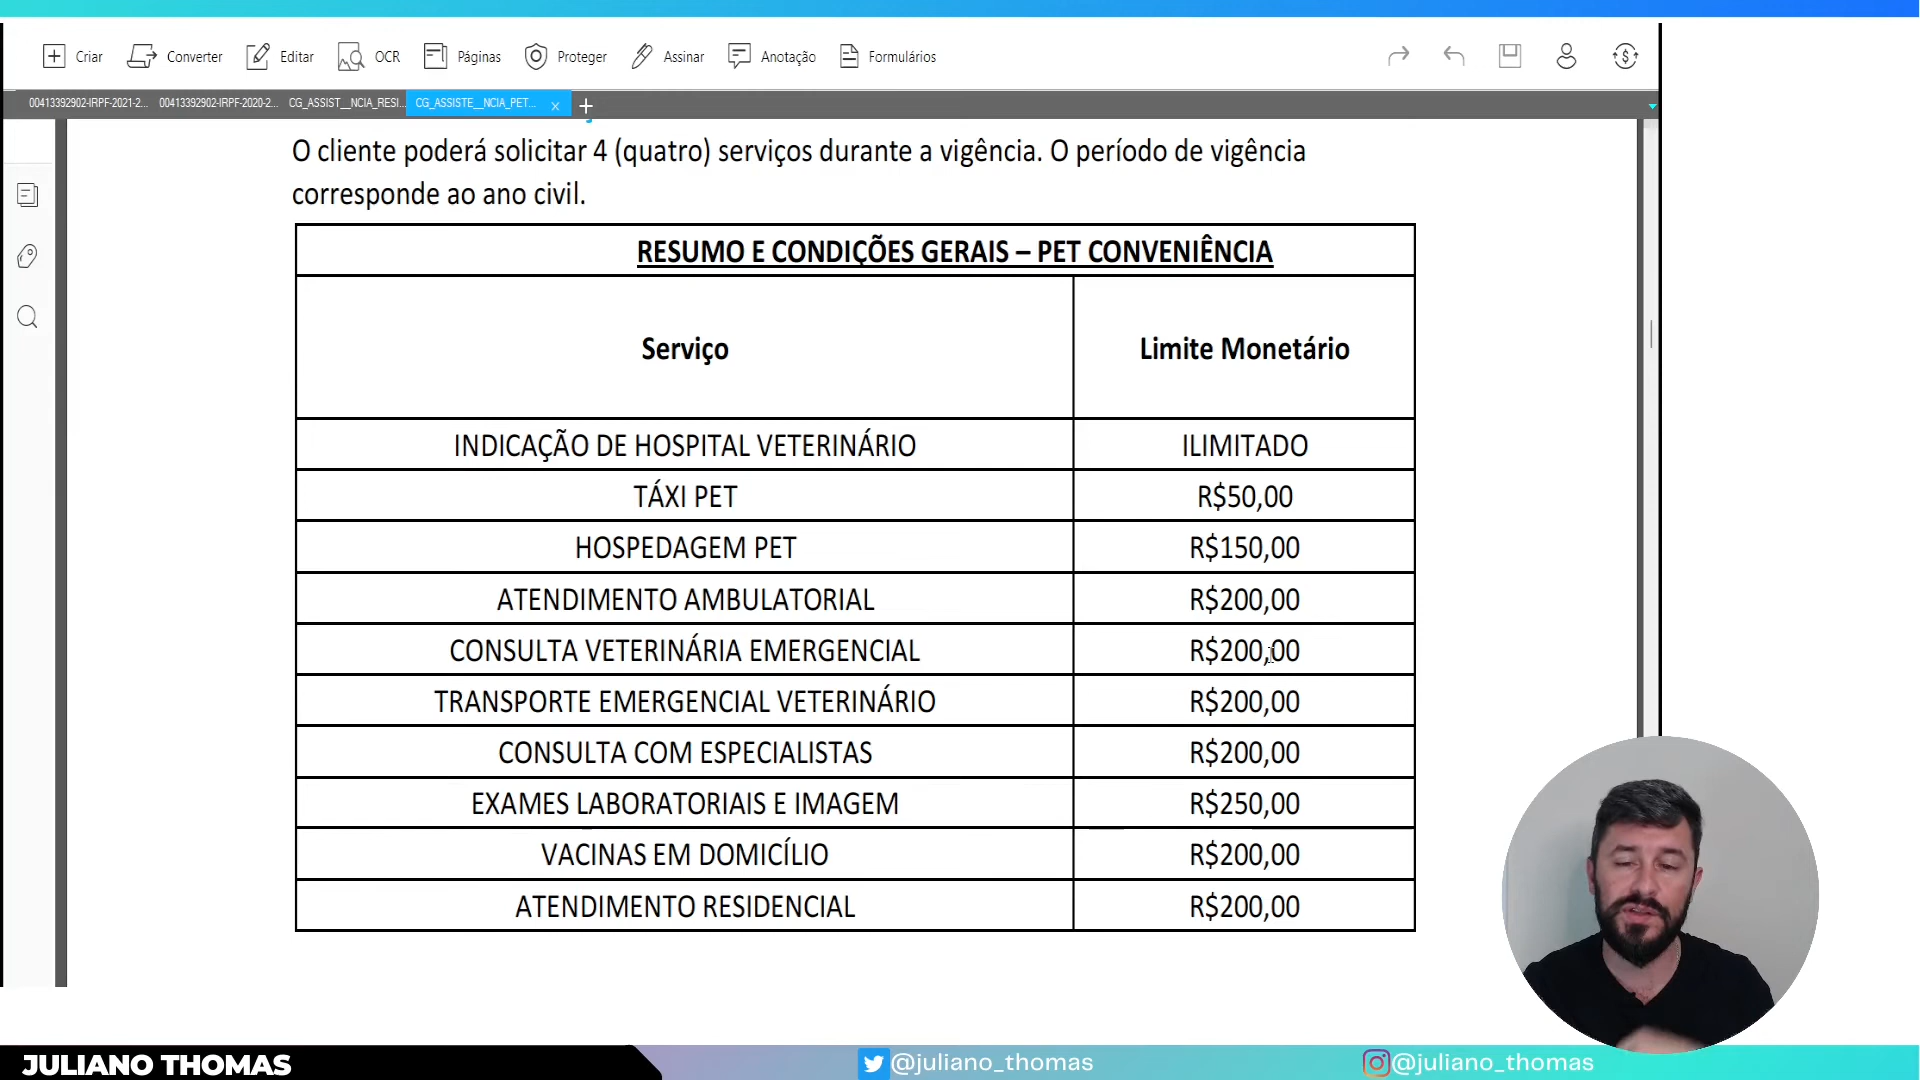 Criar Converter Editar OCR Páginas Proteger Assinar Anotação Formulários
00413392902-IRPF-2021-2... 00413392902-IRPF-2020-2... CG_ASSIST__NCIA_RESI... CG_ASSISTE__NCIA_PET... × +
O cliente poderá solicitar 4 (quatro) serviços durante a vigência. O período de vigência
corresponde ao ano civil.
RESUMO E CONDIÇÕES GERAIS – PET CONVENIÊNCIA
Serviço Limite Monetário
INDICAÇÃO DE HOSPITAL VETERINÁRIO ILIMITADO
TÁXI PET R$50,00
HOSPEDAGEM PET R$150,00
ATENDIMENTO AMBULATORIAL R$200,00
CONSULTA VETERINÁRIA EMERGENCIAL R$200,00
TRANSPORTE EMERGENCIAL VETERINÁRIO R$200,00
CONSULTA COM ESPECIALISTAS R$200,00
EXAMES LABORATORIAIS E IMAGEM R$250,00
VACINAS EM DOMICÍLIO R$200,00
ATENDIMENTO RESIDENCIAL R$200,00
JULIANO THOMAS @juliano_thomas @juliano_thomas